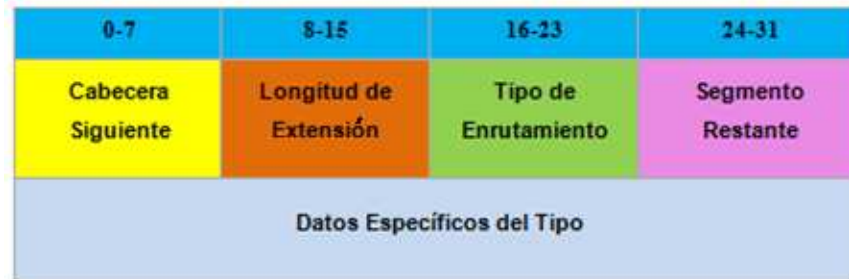 0-7 8-15 16-23 24-31
Cabecera Longitud de Tipo de Segmento
Siguiente Extensión Enrutamiento Restante
Datos Específicos del Tipo